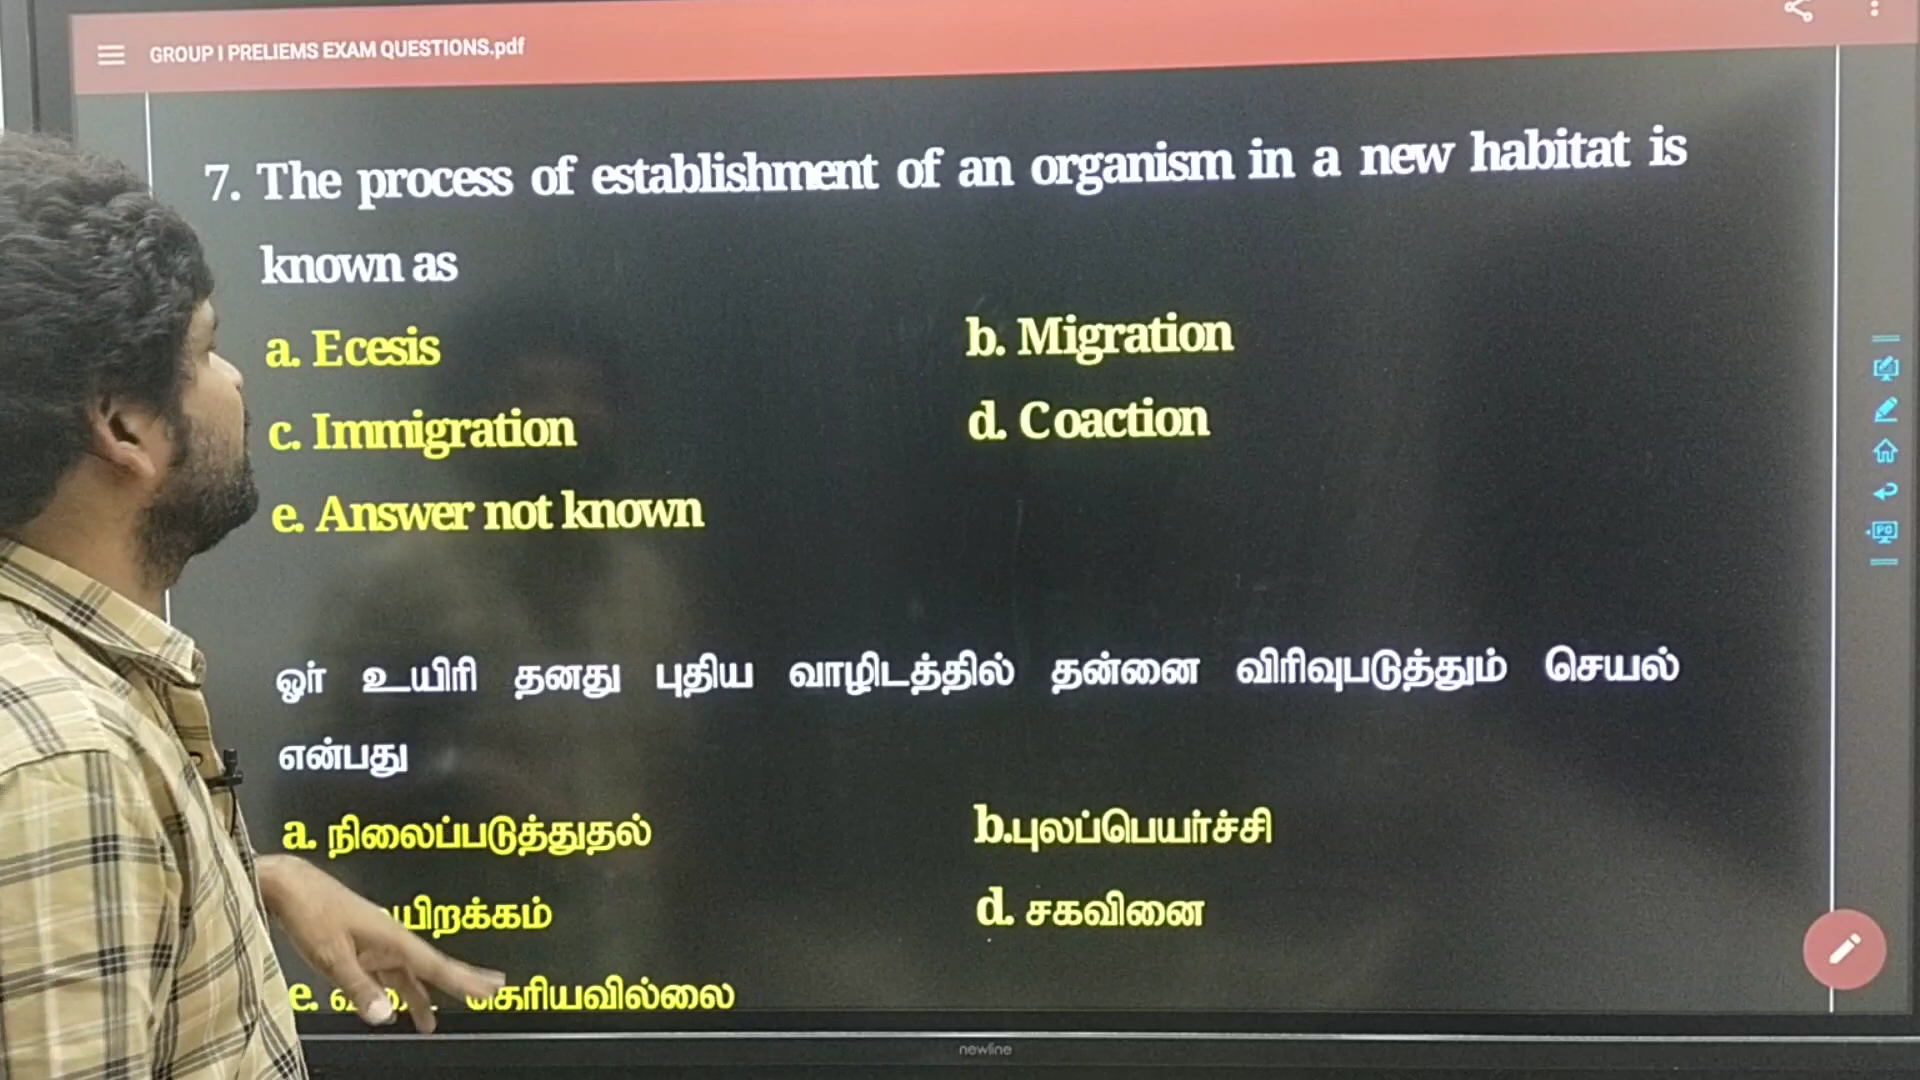 GROUP I PRELIEMS EXAM QUESTIONS.pdf
7. The process of establishment of an organism in a new habitat is
known as
a. Ecesis b. Migration
c. Immigration d. Coaction
e. Answer not known
ஓர் உயிரி தனது புதிய வாழிடத்தில் தன்னை விரிவுபடுத்தும் செயல்
என்பது
a. நிலைப்படுத்துதல் b.புலப்பெயர்ச்சி
d. சகவினை
e.
PC
newline